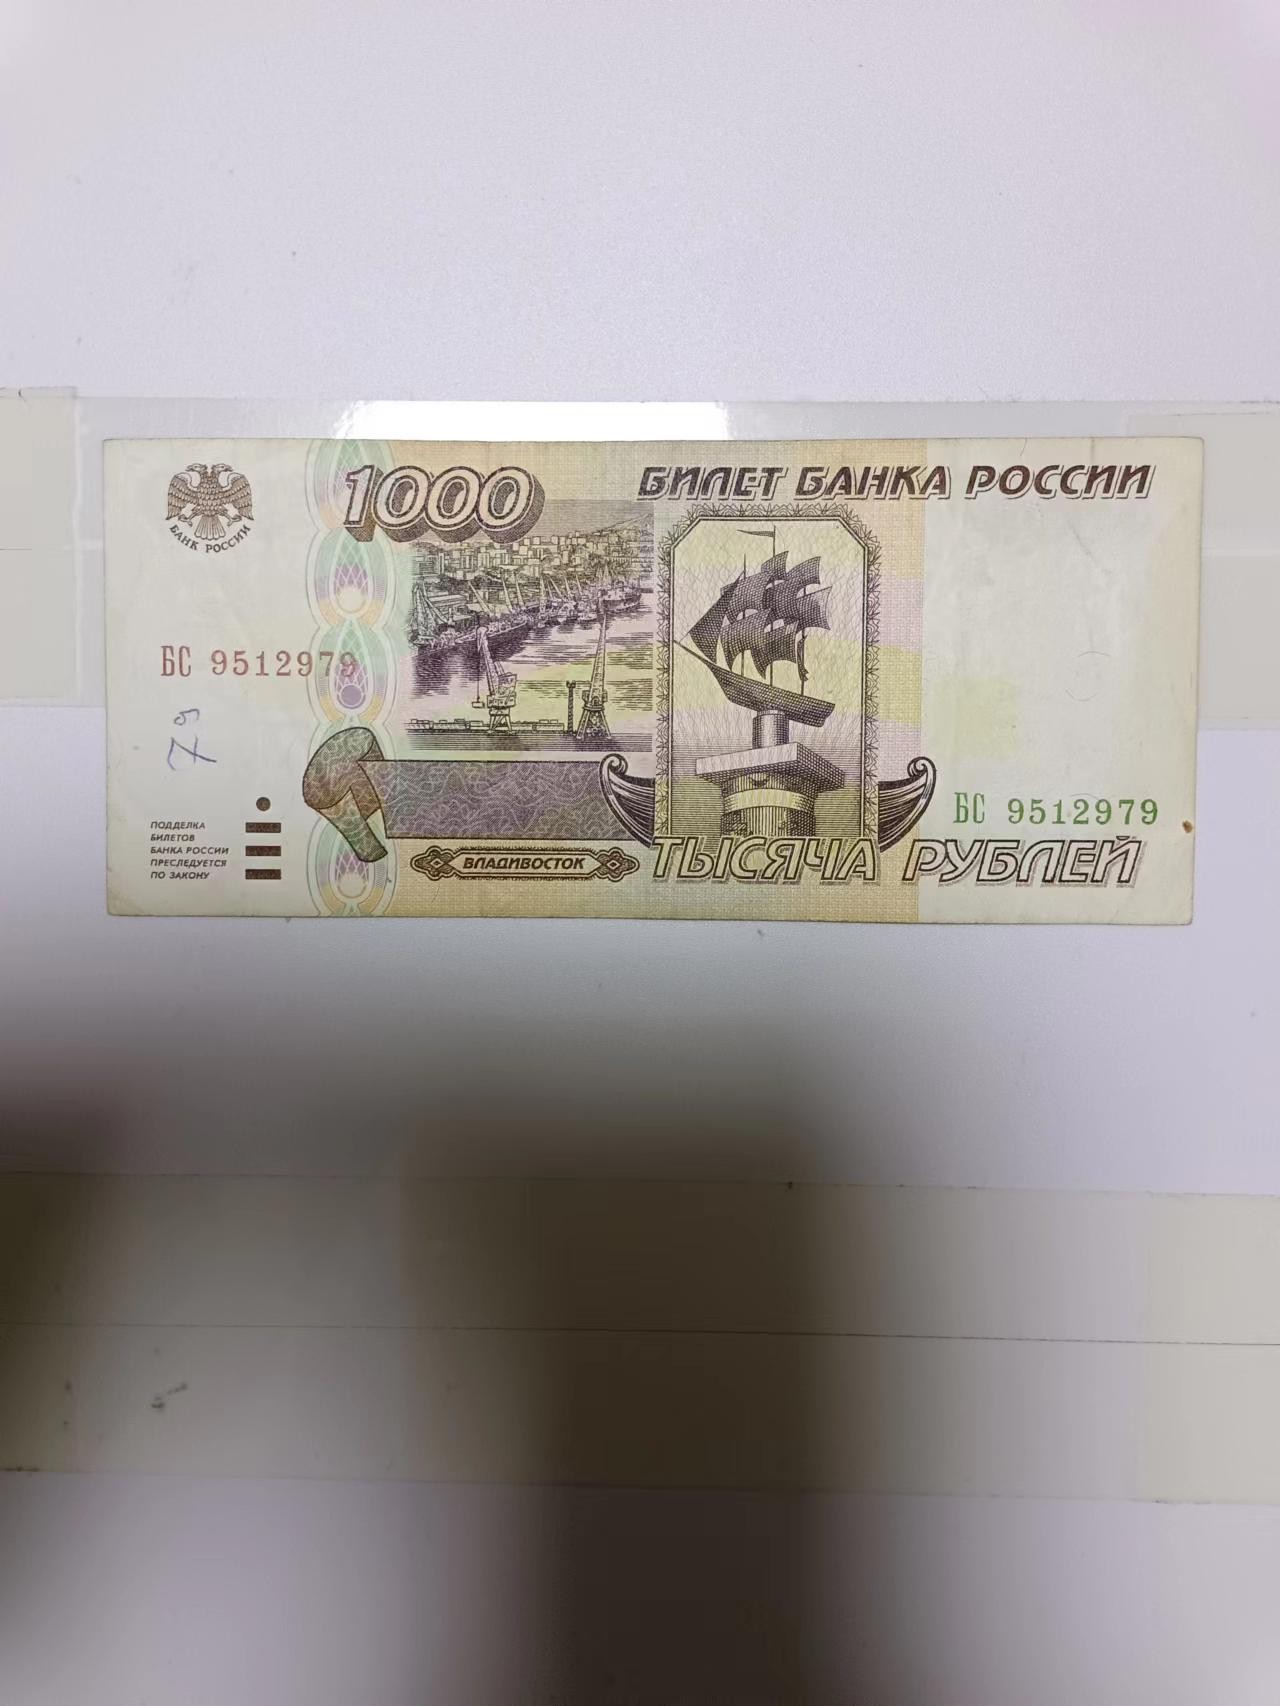 1000
БИЛЕТ БАНКА РОССИИ
БАНК РОССИИ
БС 9512979
79
БС 9512979
ПОДДЕЛКА
БИЛЕТОВ
БАНКА РОССИИ
ПРЕСЛЕДУЕТСЯ
ПО ЗАКОНУ
ВЛАДИВОСТОК
ТЫСЯЧА РУБЛЕЙ